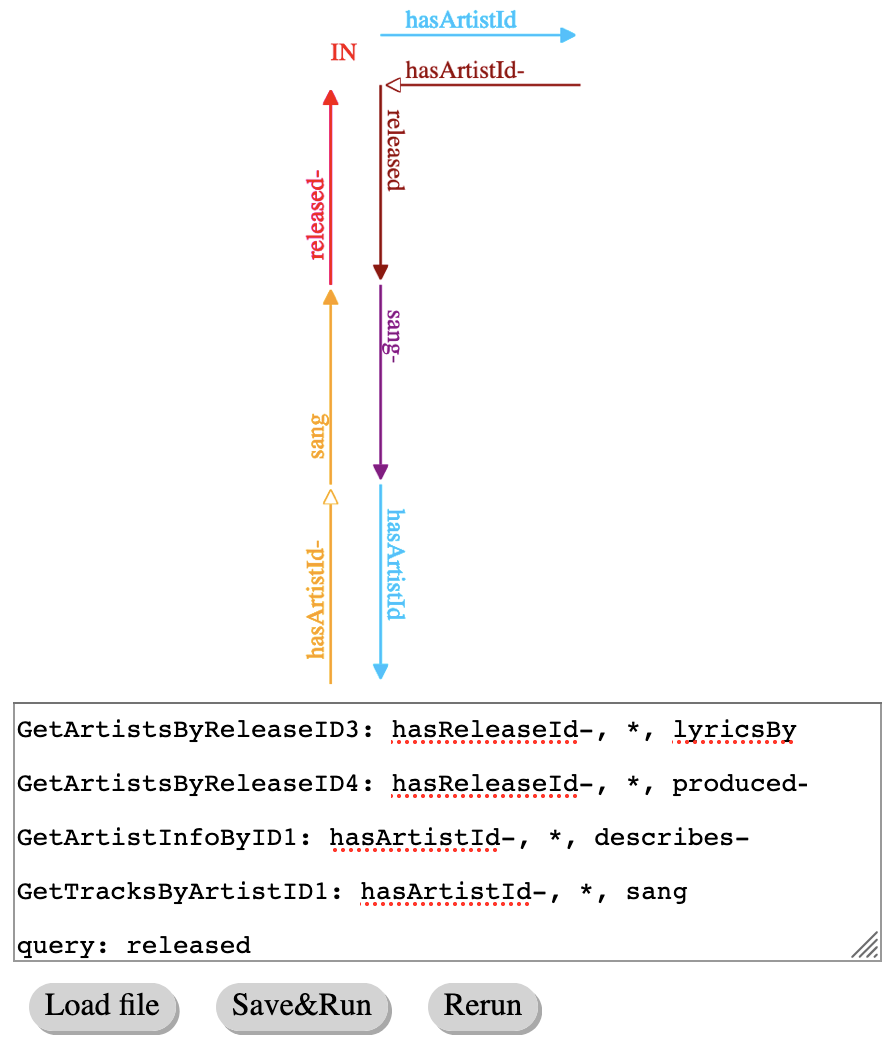 hasArtistId
IN
hasArtistId-
released
released-
sang-
sang
hasArtistId
hasArtistId-
GetArtistsByReleaseID3: hasReleaseId-, *, lyricsBy
GetArtistsByReleaseID4: hasReleaseId-, *, produced-
GetArtistInfoByID1: hasArtistId-, *, describes-
GetTracksByArtistID1: hasArtistId-, *, sang
query: released
Load file Save&Run Rerun